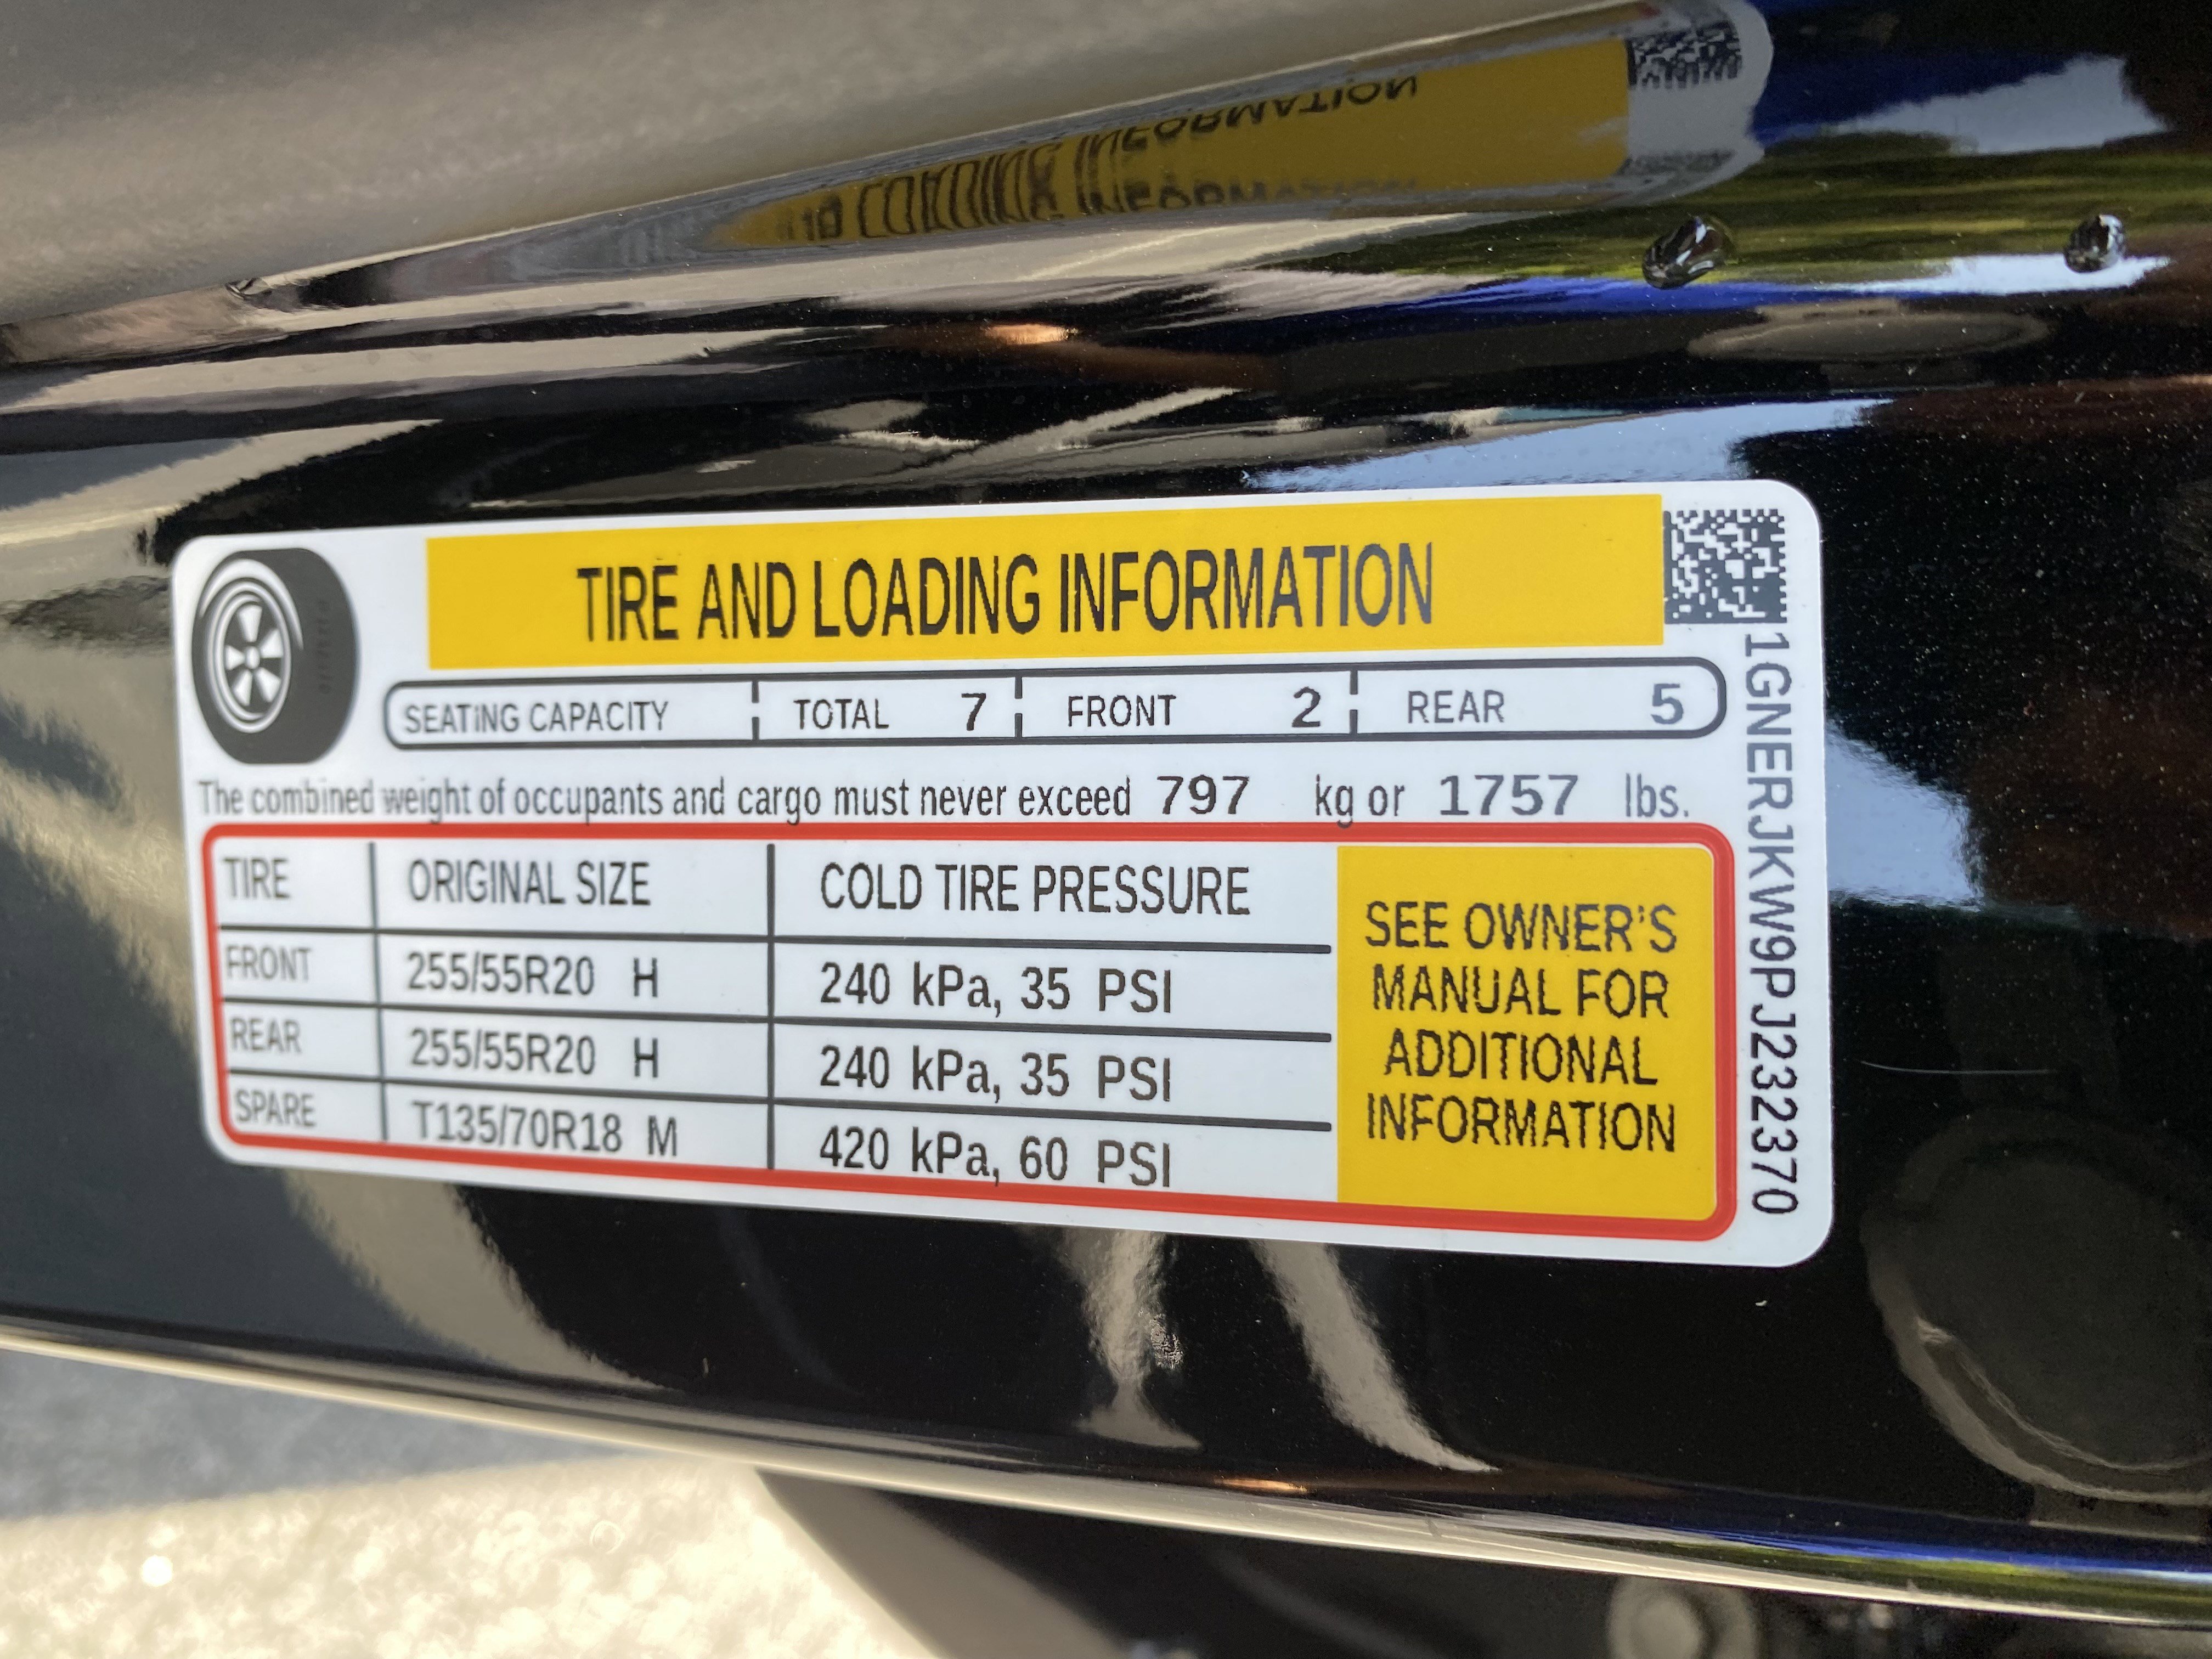 TIRE AND LOADING INFORMATION
SEATING CAPACITY TOTAL 7 FRONT 2 REAR 5
The combined weight of occupants and cargo must never exceed 797 kg or 1757 lbs.
TIRE ORIGINAL SIZE COLD TIRE PRESSURE
FRONT 255/55R20 H 240 kPa, 35 PSI
REAR 255/55R20 H 240 kPa, 35 PSI
SPARE T135/70R18 M 420 kPa, 60 PSI
SEE OWNER'S
MANUAL FOR
ADDITIONAL
INFORMATION
1GNERJKW9PJ232370